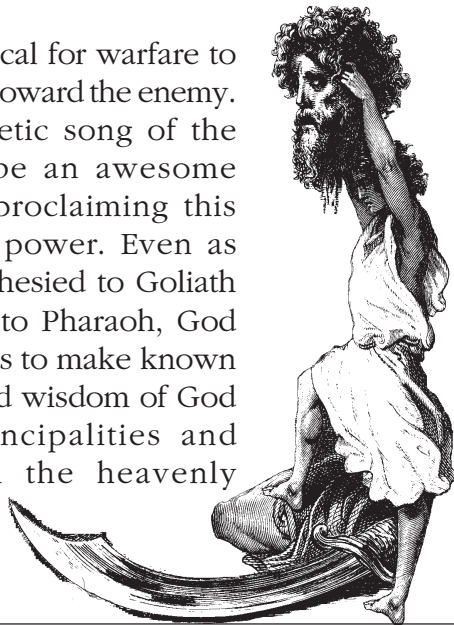 cal for warfare to
oward the enemy.
etic song of the
be an awesome
proclaiming this
power. Even as
hesied to Goliath
to Pharaoh, God
s to make known
d wisdom of God
ncipalities and
the heavenly